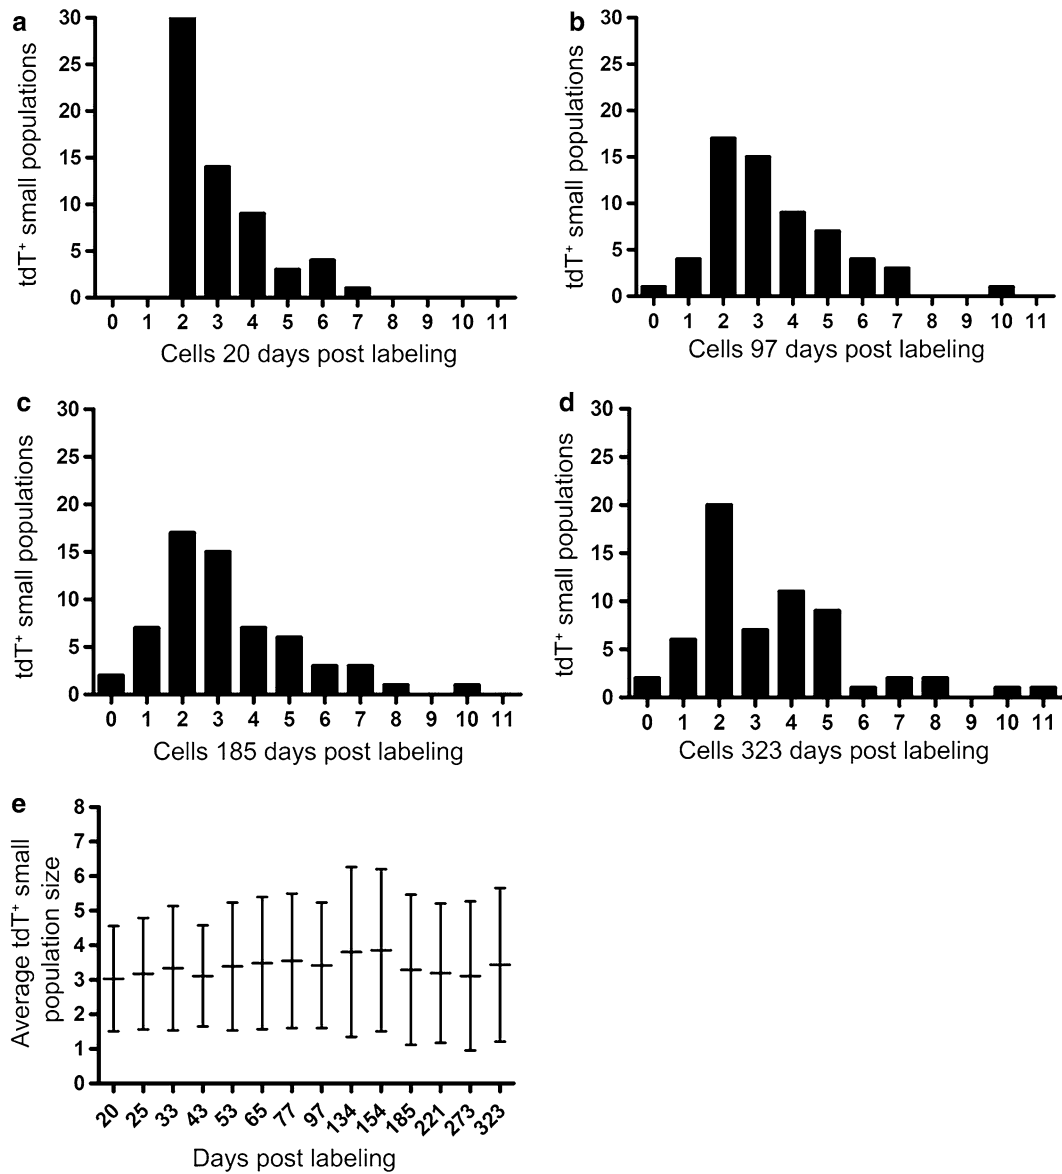 a
30
25
20
15
10
5
0
tdT⁺ small populations
0 1 2 3 4 5 6 7 8 9 10 11
Cells 20 days post labeling
b
30
25
20
15
10
5
0
tdT⁺ small populations
0 1 2 3 4 5 6 7 8 9 10 11
Cells 97 days post labeling
c
30
25
20
15
10
5
0
tdT⁺ small populations
0 1 2 3 4 5 6 7 8 9 10 11
Cells 185 days post labeling
d
30
25
20
15
10
5
0
tdT⁺ small populations
0 1 2 3 4 5 6 7 8 9 10 11
Cells 323 days post labeling
e
8
7
6
5
4
3
2
1
0
Average tdT⁺ small
population size
20 25 33 43 53 65 77 97 134 154 185 221 273 323
Days post labeling